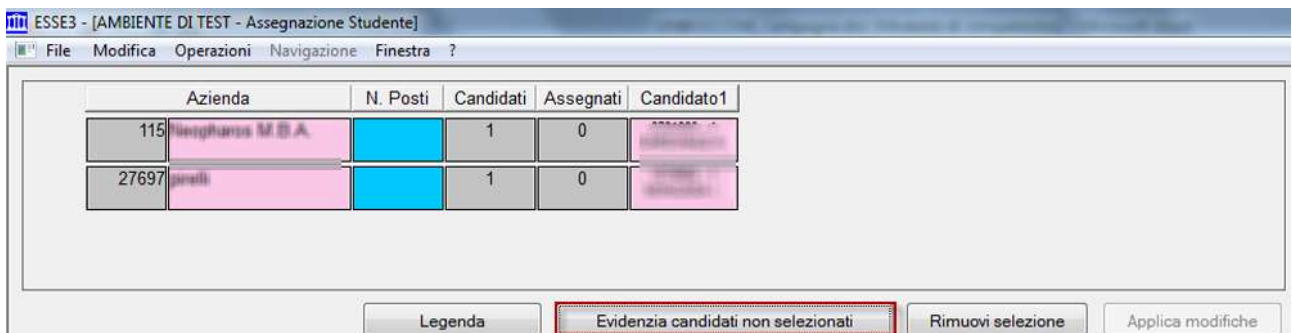 ESSE3 - [AMBIENTE DI TEST - Assegnazione Studente]
File Modifica Operazioni Navigazione Finestra ?
Azienda N. Posti Candidati Assegnati Candidato1
115 1 0
27697 1 0
Legenda Evidenzia candidati non selezionati Rimuovi selezione Applica modifiche